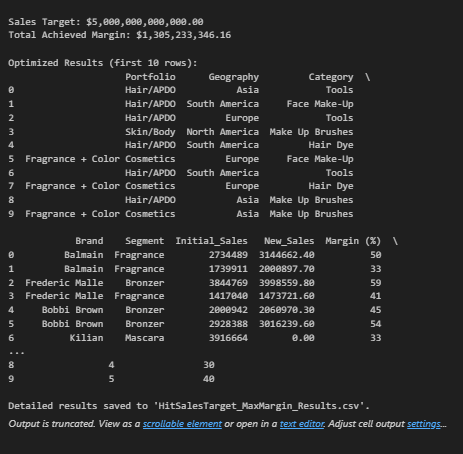 Sales Target: $5,000,000,000,000.00
Total Achieved Margin: $1,305,233,346.16
Optimized Results (first 10 rows):
Portfolio Geography Category \
0 Hair/APDO Asia Tools
1 Hair/APDO South America Face Make-Up
2 Hair/APDO Europe Tools
3 Skin/Body North America Make Up Brushes
4 Hair/APDO South America Hair Dye
5 Fragrance + Color Cosmetics Europe Face Make-Up
6 Hair/APDO South America Tools
7 Fragrance + Color Cosmetics Europe Hair Dye
8 Hair/APDO Asia Make Up Brushes
9 Fragrance + Color Cosmetics Asia Make Up Brushes
Brand Segment Initial_Sales New_Sales Margin (%) \
0 Balmain Fragrance 2734489 3144662.40 50
1 Balmain Fragrance 1739911 2000897.70 33
2 Frederic Malle Bronzer 3844769 3998559.80 59
3 Frederic Malle Fragrance 1417040 1473721.60 41
4 Bobbi Brown Bronzer 2000942 2060970.30 45
5 Bobbi Brown Bronzer 2928388 3016239.60 54
6 Kilian Mascara 3916664 0.00 33
...
8 4 30
9 5 40
Detailed results saved to 'HitSalesTarget_MaxMargin_Results.csv'.
Output is truncated. View as a scrollable element or open in a text editor. Adjust cell output settings...